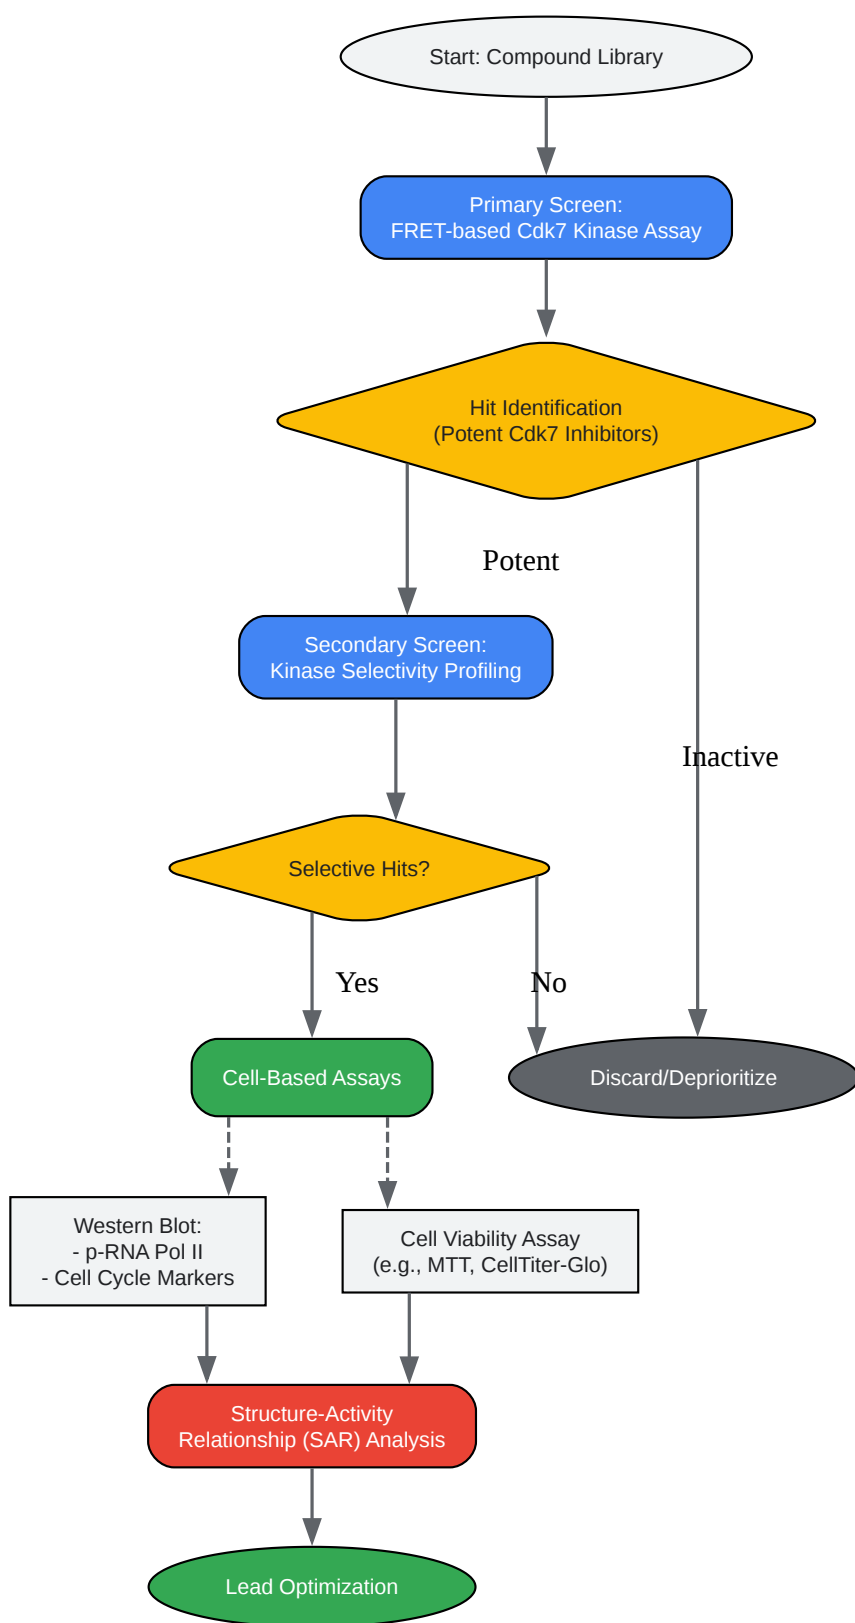 Start: Compound Library
Primary Screen:
FRET-based Cdk7 Kinase Assay
Hit Identification
(Potent Cdk7 Inhibitors)
Potent
Secondary Screen:
Kinase Selectivity Profiling
Inactive
Selective Hits?
Yes
No
Cell-Based Assays
Discard/Deprioritize
Western Blot:
- p-RNA Pol II
- Cell Cycle Markers
Cell Viability Assay
(e.g., MTT, CellTiter-Glo)
Structure-Activity
Relationship (SAR) Analysis
Lead Optimization